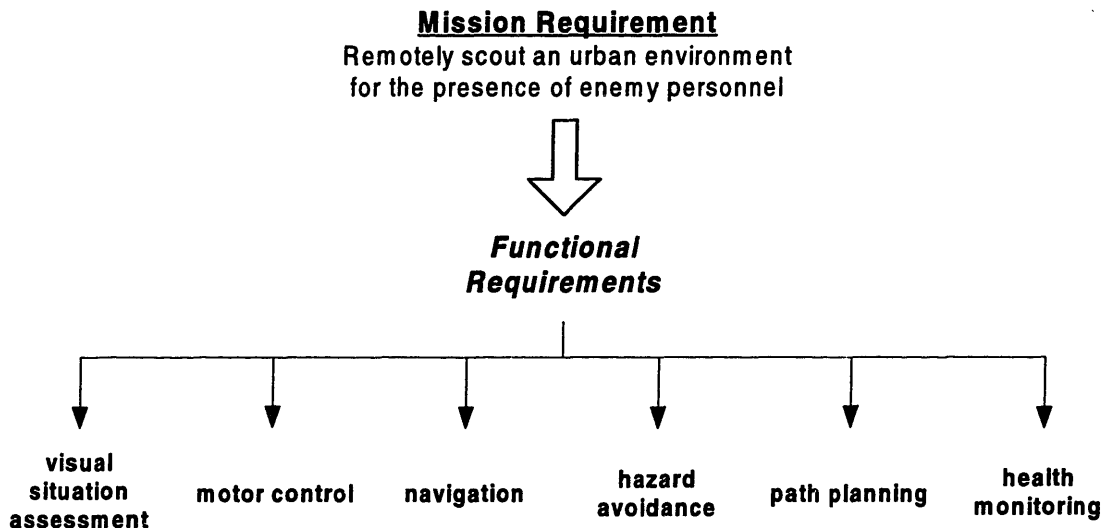 Mission Requirement
Remotely scout an urban environment
for the presence of enemy personnel
Functional
Requirements
visual
situation
assessment
motor control
navigation
hazard
avoidance
path planning
health
monitoring